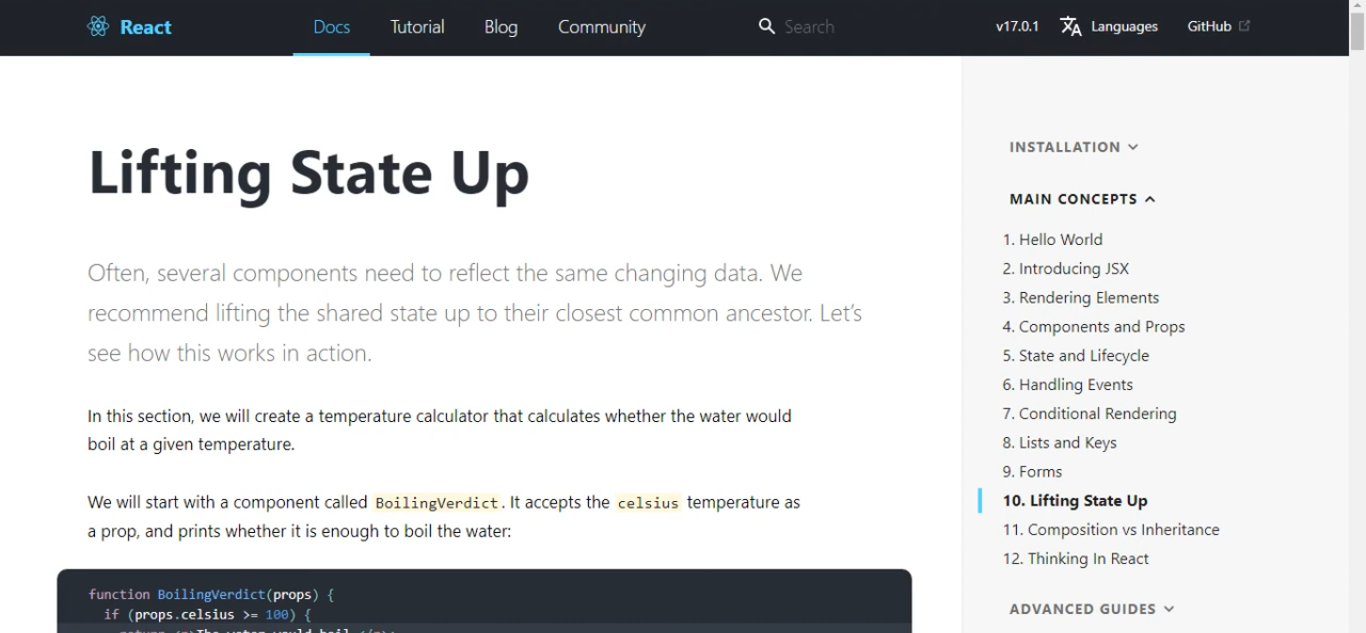 React
Docs
Tutorial
Blog
Community
Search
v17.0.1
Languages
GitHub
Lifting State Up
Often, several components need to reflect the same changing data. We
recommend lifting the shared state up to their closest common ancestor. Let’s
see how this works in action.
In this section, we will create a temperature calculator that calculates whether the water would
boil at a given temperature.
We will start with a component called BoilingVerdict. It accepts the celsius temperature as
a prop, and prints whether it is enough to boil the water:
function BoilingVerdict(props) {
if (props.celsius >= 100) {
return <p>The water would boil.</p>;
INSTALLATION
MAIN CONCEPTS
1. Hello World
2. Introducing JSX
3. Rendering Elements
4. Components and Props
5. State and Lifecycle
6. Handling Events
7. Conditional Rendering
8. Lists and Keys
9. Forms
10. Lifting State Up
11. Composition vs Inheritance
12. Thinking In React
ADVANCED GUIDES